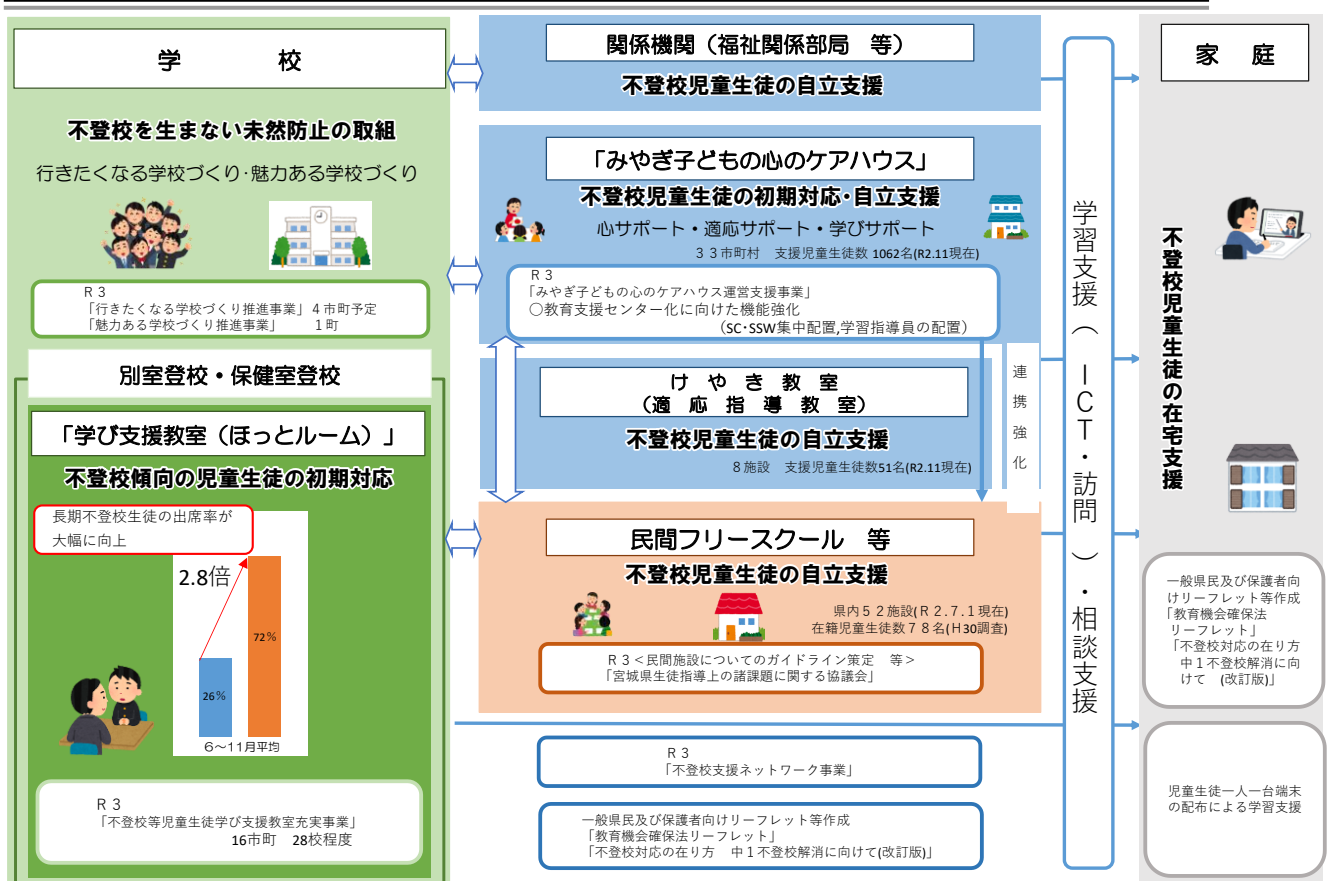 学　　校
不登校を生まない未然防止の取組
行きたくなる学校づくり･魅力ある学校づくり
Ｒ３
「行きたくなる学校づくり推進事業」４市町予定
「魅力ある学校づくり推進事業」　　１町
別室登校・保健室登校
「学び支援教室（ほっとルーム）」
不登校傾向の児童生徒の初期対応
長期不登校生徒の出席率が
大幅に向上
2.8倍
26%
72%
６～11月平均
Ｒ３
「不登校等児童生徒学び支援教室充実事業」
16市町　28校程度
関係機関（福祉関係部局　等）
不登校児童生徒の自立支援
「みやぎ子どもの心のケアハウス」
不登校児童生徒の初期対応･自立支援
心サポート・適応サポート・学びサポート
３３市町村　支援児童生徒数 1062名(R2.11現在)
Ｒ３
「みやぎ子どもの心のケアハウス運営支援事業」
〇教育支援センター化に向けた機能強化
（SC･SSW集中配置,学習指導員の配置）
け　や　き　教　室
（適　応　指　導　教　室）
不登校児童生徒の自立支援
８施設　支援児童生徒数51名(R2.11現在)
連携強化
民間フリースクール　等
不登校児童生徒の自立支援
県内５２施設(Ｒ２.７.１現在)
在籍児童生徒数７８名(Ｈ30調査)
Ｒ３＜民間施設についてのガイドライン策定　等＞
「宮城県生徒指導上の諸課題に関する協議会」
Ｒ３
「不登校支援ネットワーク事業」
一般県民及び保護者向けリーフレット等作成
「教育機会確保法リーフレット」
「不登校対応の在り方　中１不登校解消に向けて(改訂版)」
学習支援（ＩＣＴ・訪問）・相談支援
家　庭
不登校児童生徒の在宅支援
一般県民及び保護者向
けリーフレット等作成
「教育機会確保法
リーフレット」
「不登校対応の在り方
中１不登校解消に向
けて　(改訂版)」
児童生徒一人一台端末
の配布による学習支援